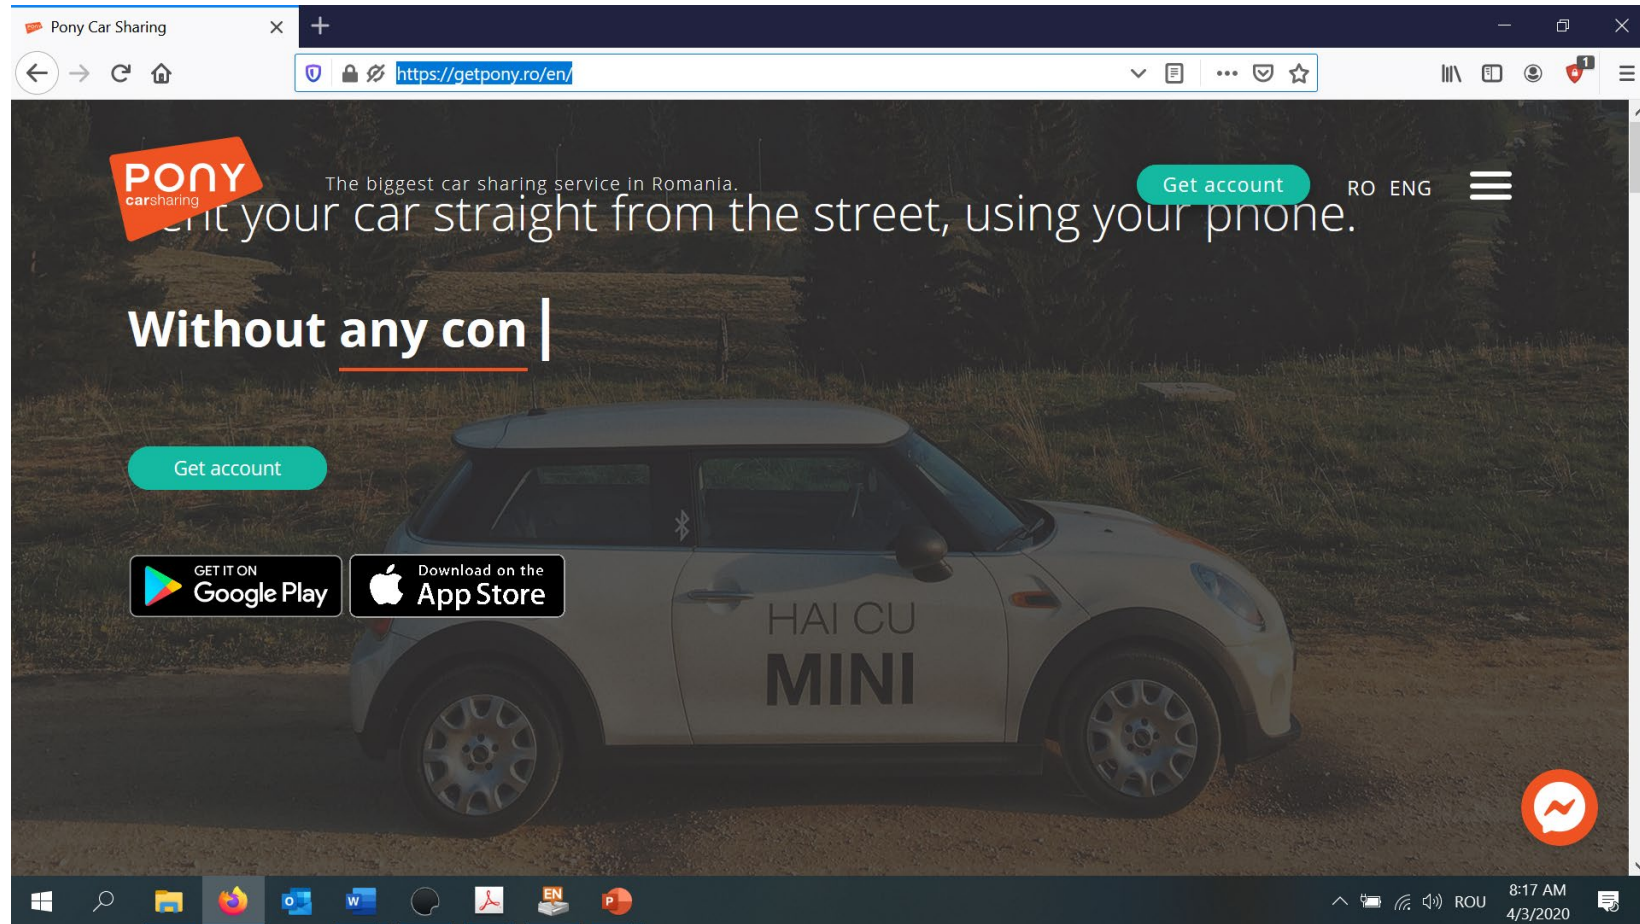 Pony Car Sharing
https://getpony.ro/en/
1
PONY
carsharing
The biggest car sharing service in Romania.
Get account
RO ENG
your car straight from the street, using your phone.
Without any con
Get account
GET IT ON
Google Play
Download on the
App Store
HAI CU
MINI
EN
ROU
8:17 AM
4/3/2020